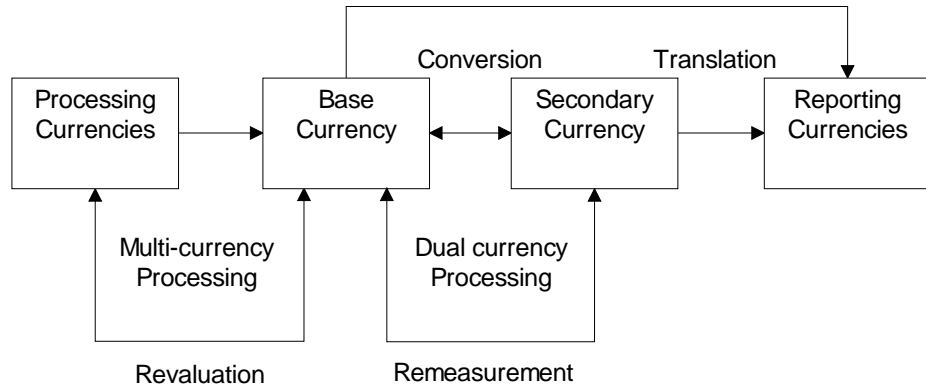 Conversion
Translation
Processing
Currencies
Base
Currency
Secondary
Currency
Reporting
Currencies
Multi-currency
Processing
Dual currency
Processing
Revaluation
Remeasurement